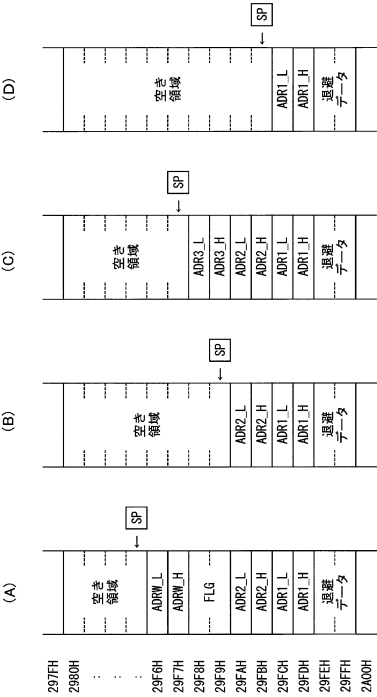 (A) (B) (C) (D)
297FH
2980H
:
:
:
29F6H
29F7H
29F8H
29F9H
29FAH
29FBH
29FCH
29FDH
29FEH
29FFH
2A00H
空き
領域
← SP
ADRW_L
ADRW_H
FLG
ADR2_L
ADR2_H
ADR1_L
ADR1_H
退避
データ
空き
領域
← SP
ADR2_L
ADR2_H
ADR1_L
ADR1_H
退避
データ
空き
領域
← SP
ADR3_L
ADR3_H
ADR2_L
ADR2_H
ADR1_L
ADR1_H
退避
データ
空き
領域
← SP
ADR1_L
ADR1_H
退避
データ